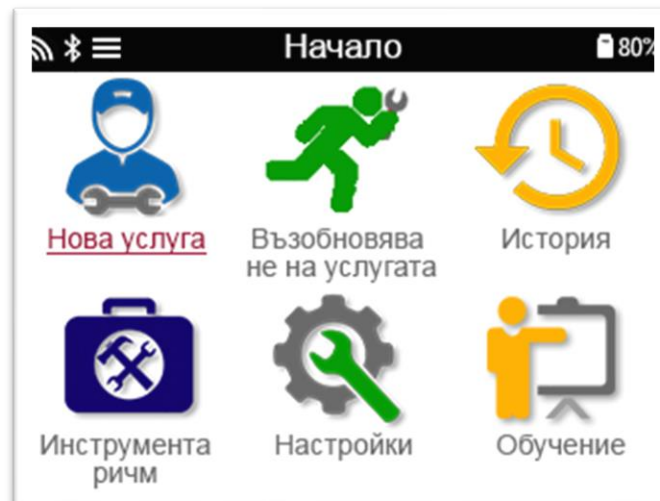 Начало
80%
Нова услуга
Възобновява
не на услугата
История
Инструмента
ричм
Настройки
Обучение